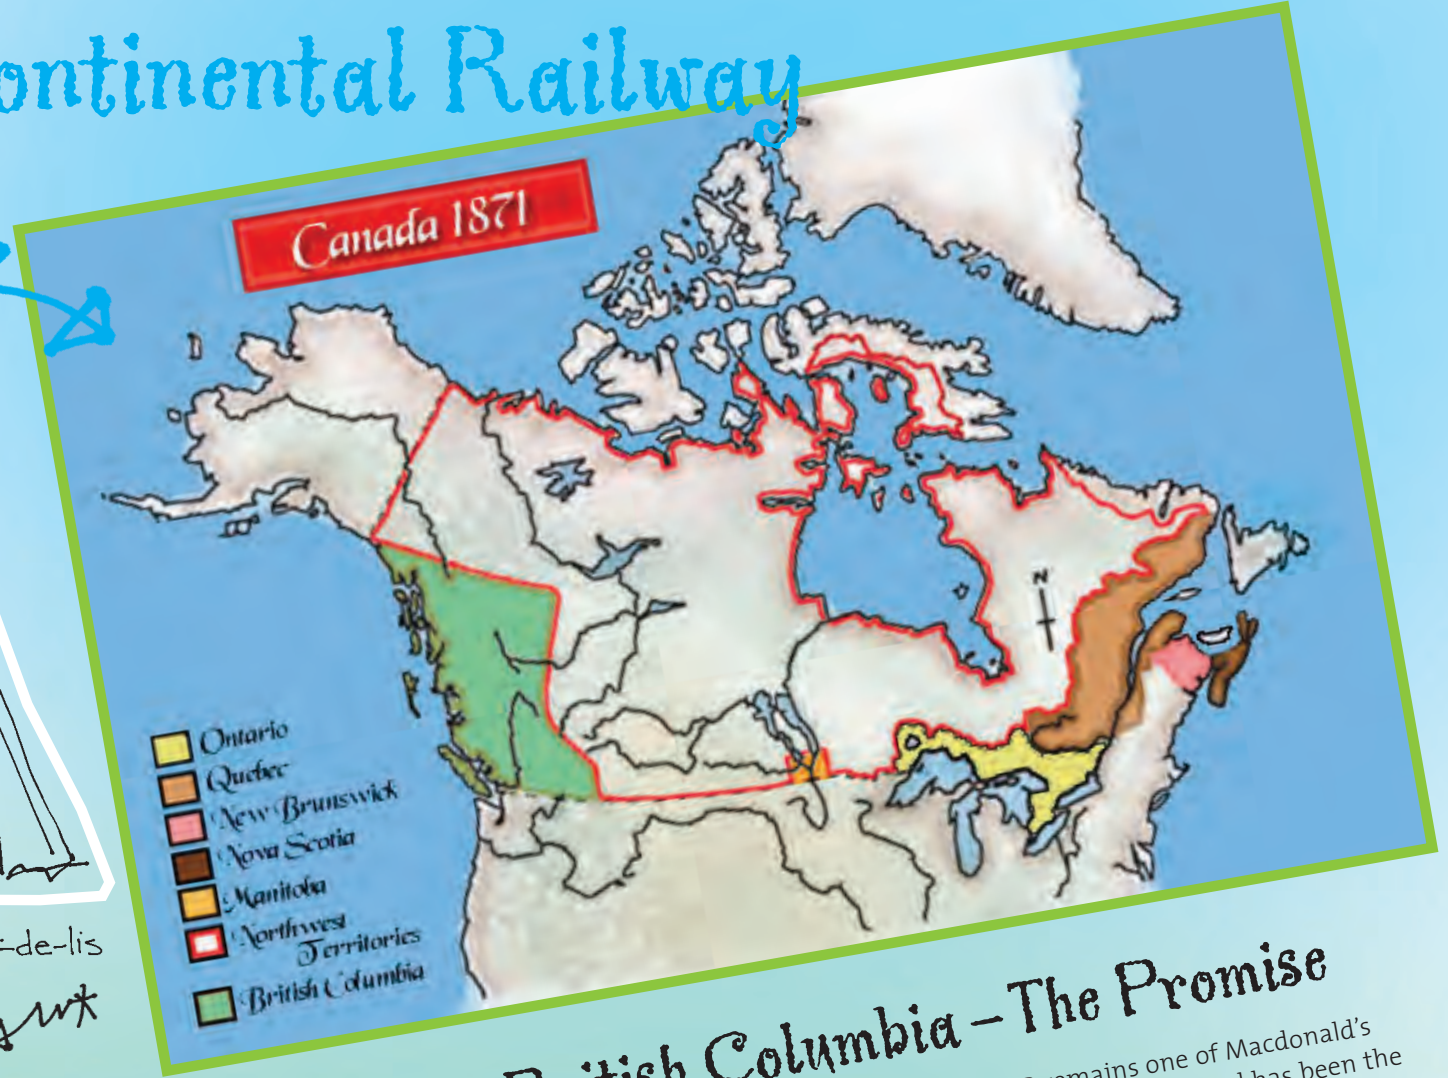 ontinental Railway
Canada 1871
N
Ontario
Quebec
New Brunswick
Nova Scotia
Manitoba
Northwest
Territories
British Columbia
-de-lis
British Columbia – The Promise
remains one of Macdonald's
has been the